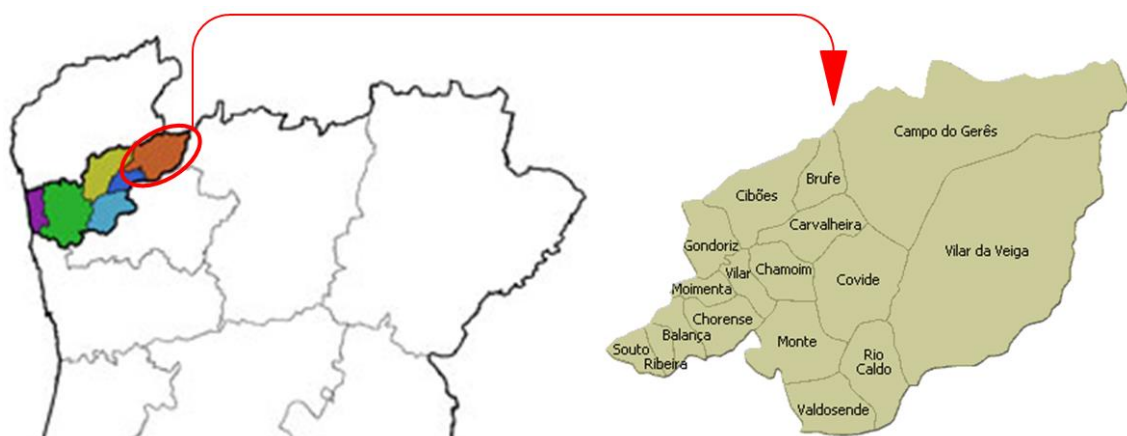 Campo do Gerês
Brufe
Cibões
Carvalheira
Gondoriz
Vilar da Veiga
Vilar
Chamoim
Covide
Moimenta
Chorense
Balança
Monte
Souto
Ribeira
Rio
Caldo
Valdosende